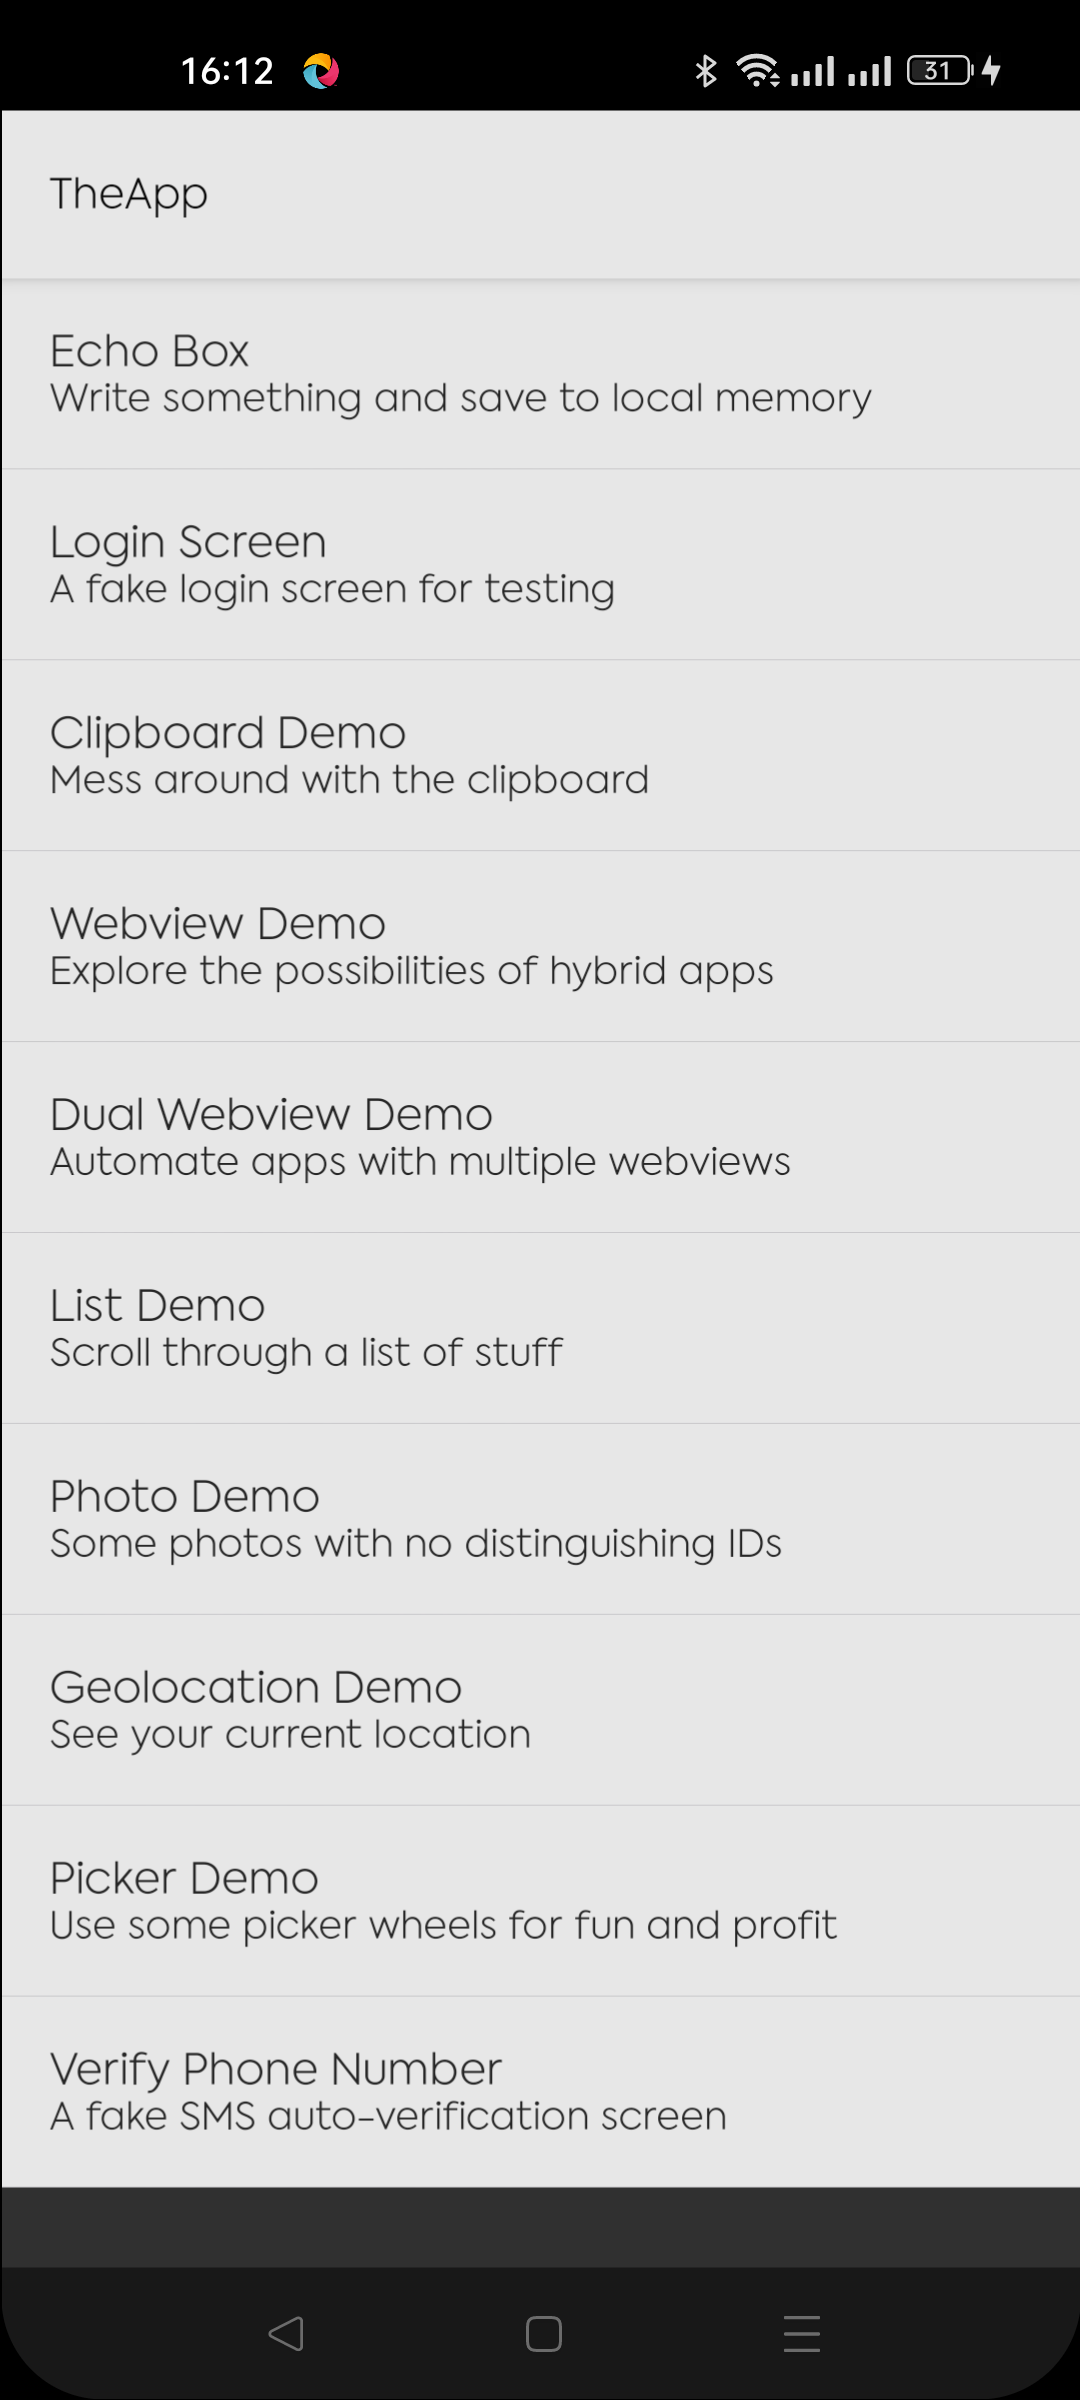 16:12
31
TheApp
Echo Box
Write something and save to local memory
Login Screen
A fake login screen for testing
Clipboard Demo
Mess around with the clipboard
Webview Demo
Explore the possibilities of hybrid apps
Dual Webview Demo
Automate apps with multiple webviews
List Demo
Scroll through a list of stuff
Photo Demo
Some photos with no distinguishing IDs
Geolocation Demo
See your current location
Picker Demo
Use some picker wheels for fun and profit
Verify Phone Number
A fake SMS auto-verification screen